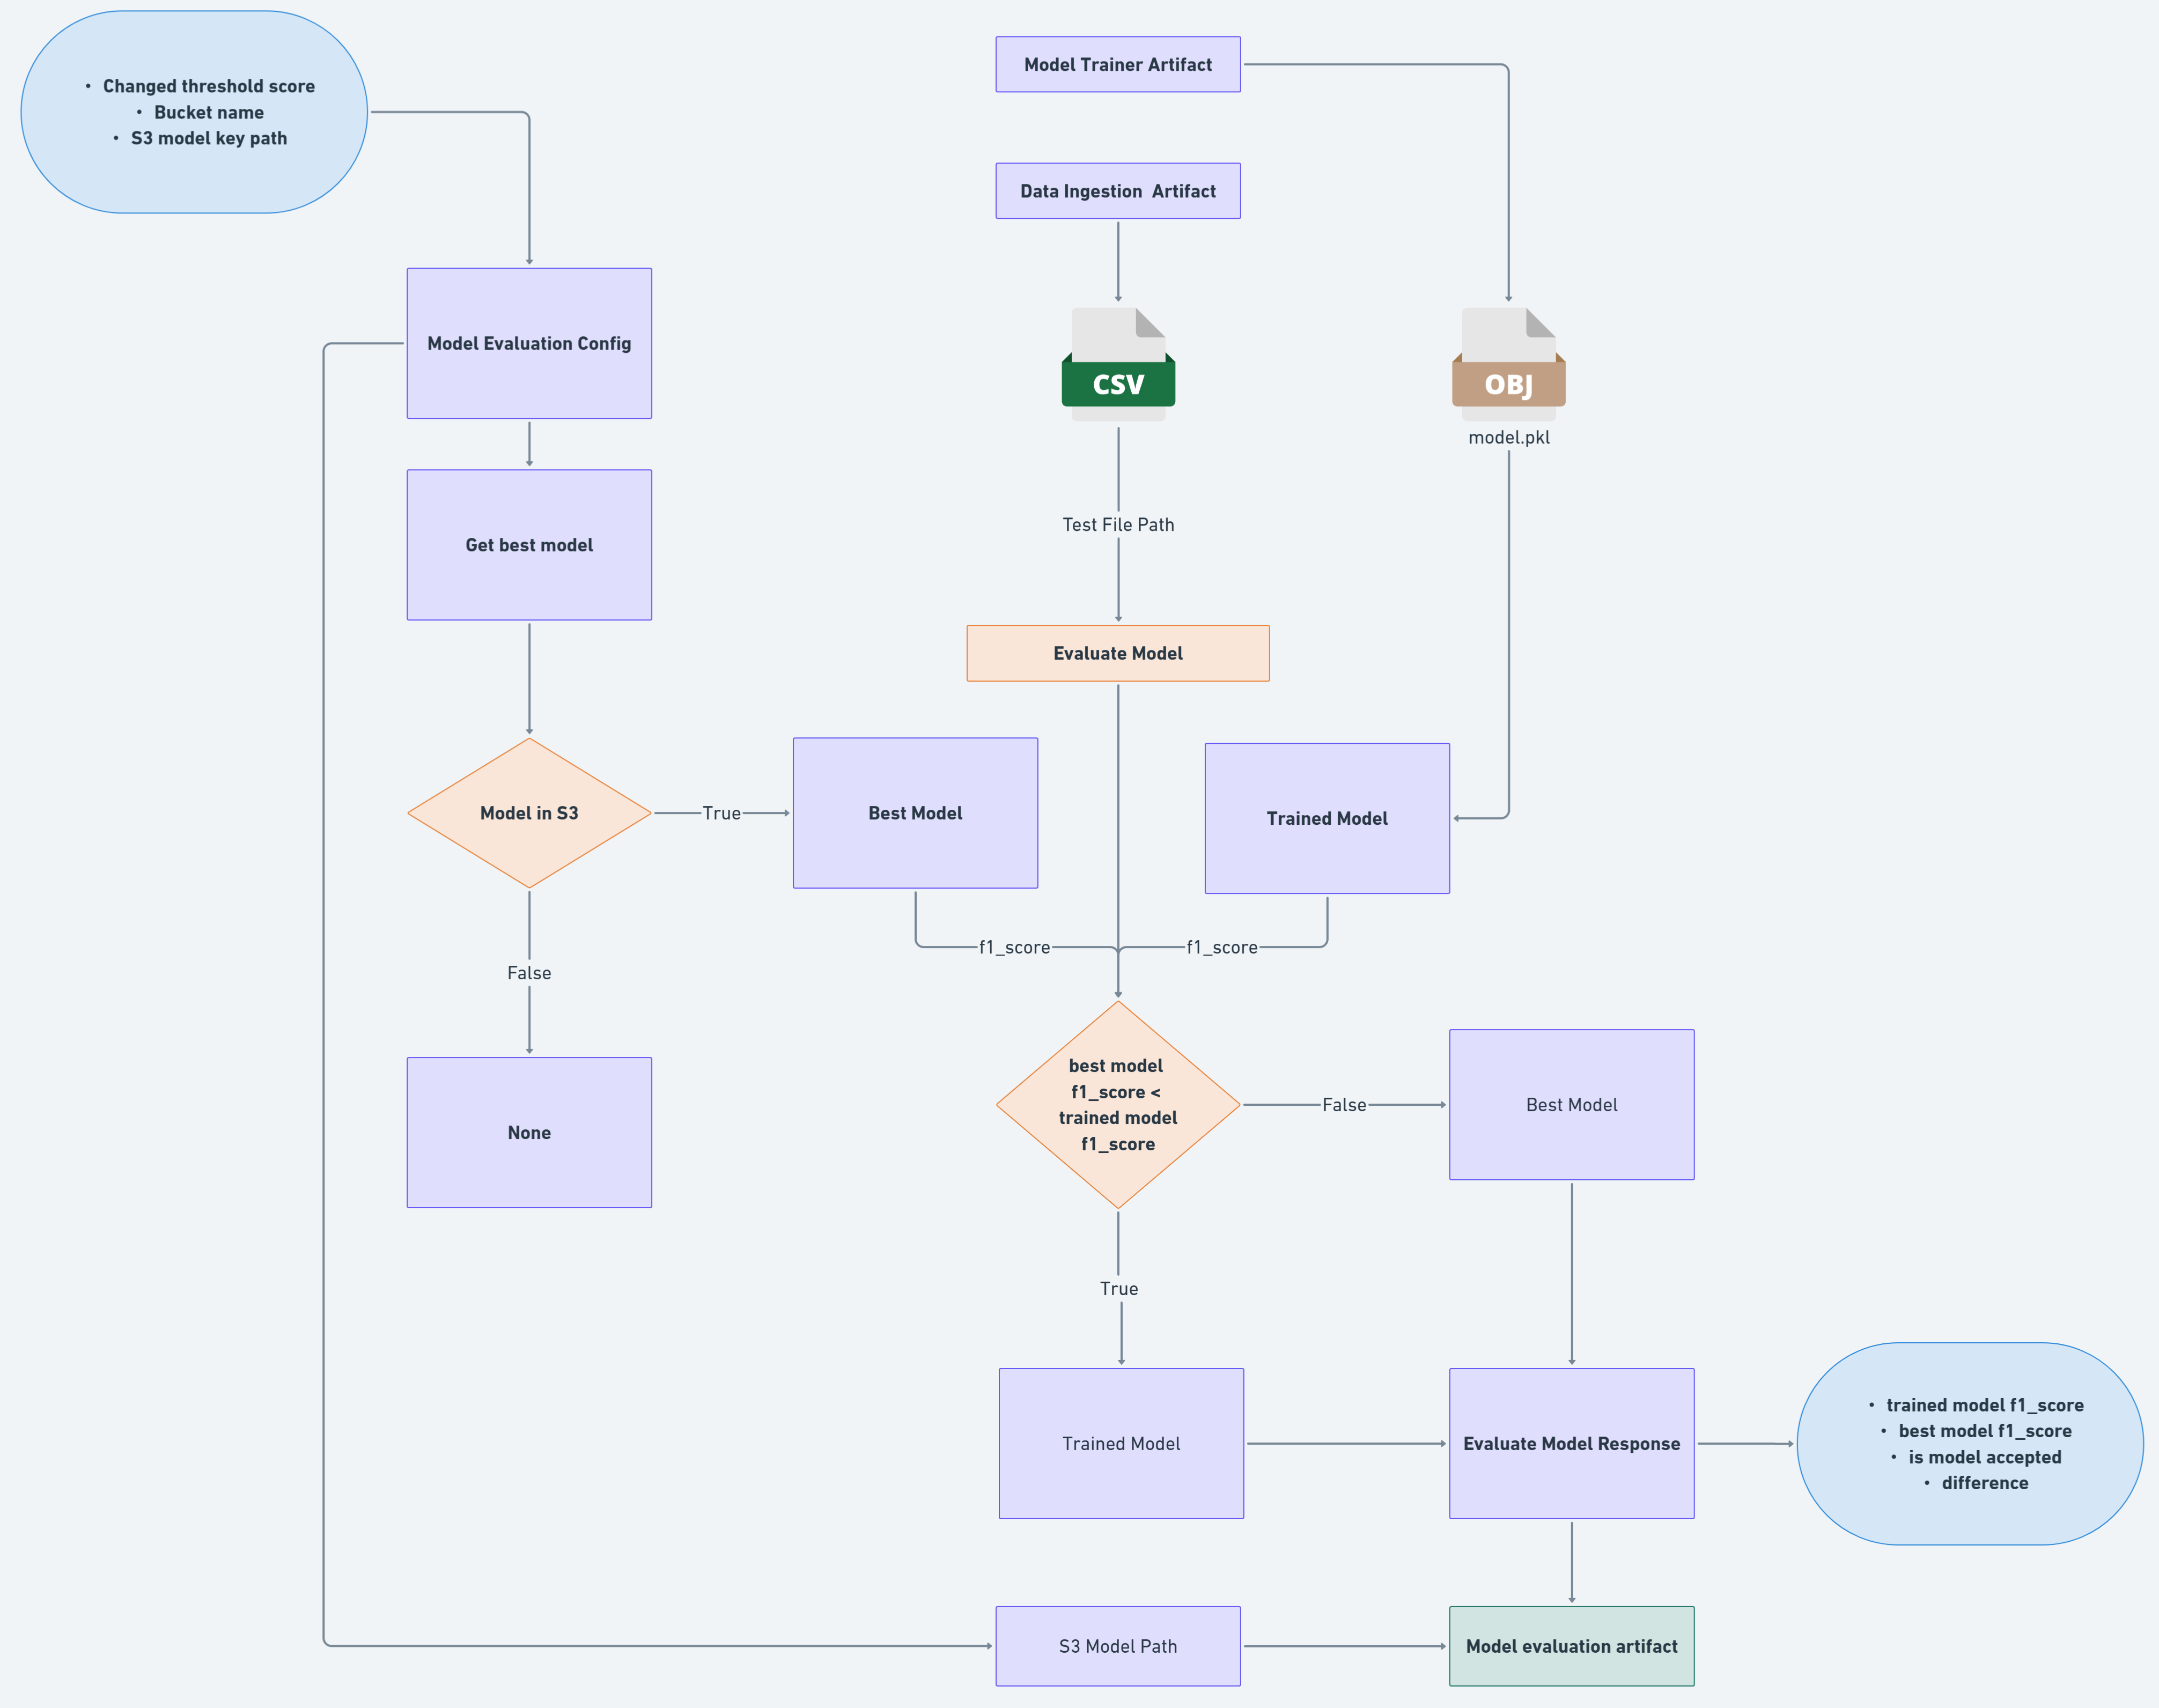 • Changed threshold score
• Bucket name
• S3 model key path
Model Trainer Artifact
Data Ingestion  Artifact
Model Evaluation Config
CSV
OBJ
model.pkl
Test File Path
Get best model
Evaluate Model
Model in S3
True
Best Model
Trained Model
f1_score
f1_score
False
None
best model
f1_score <
trained model
f1_score
False
Best Model
True
Trained Model
Evaluate Model Response
• trained model f1_score
• best model f1_score
• is model accepted
• difference
S3 Model Path
Model evaluation artifact